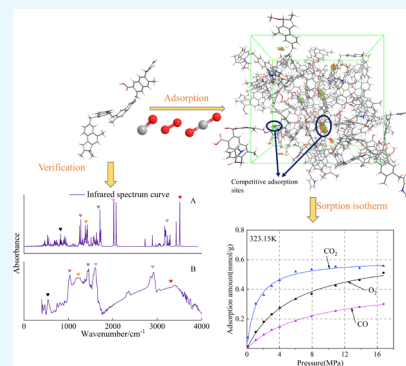 Adsorption
Verification
Competitive adsorption
sites
Sorption isotherm
Infrared spectrum curve
A
B
Absorbance
0
1000
2000
3000
4000
Wavenumber/cm⁻¹
323.15K
CO₂
O₂
CO
Adsorption amount(mmol/g)
0.6
0.4
0.2
0.0
0
4
8
12
16
Pressure(MPa)